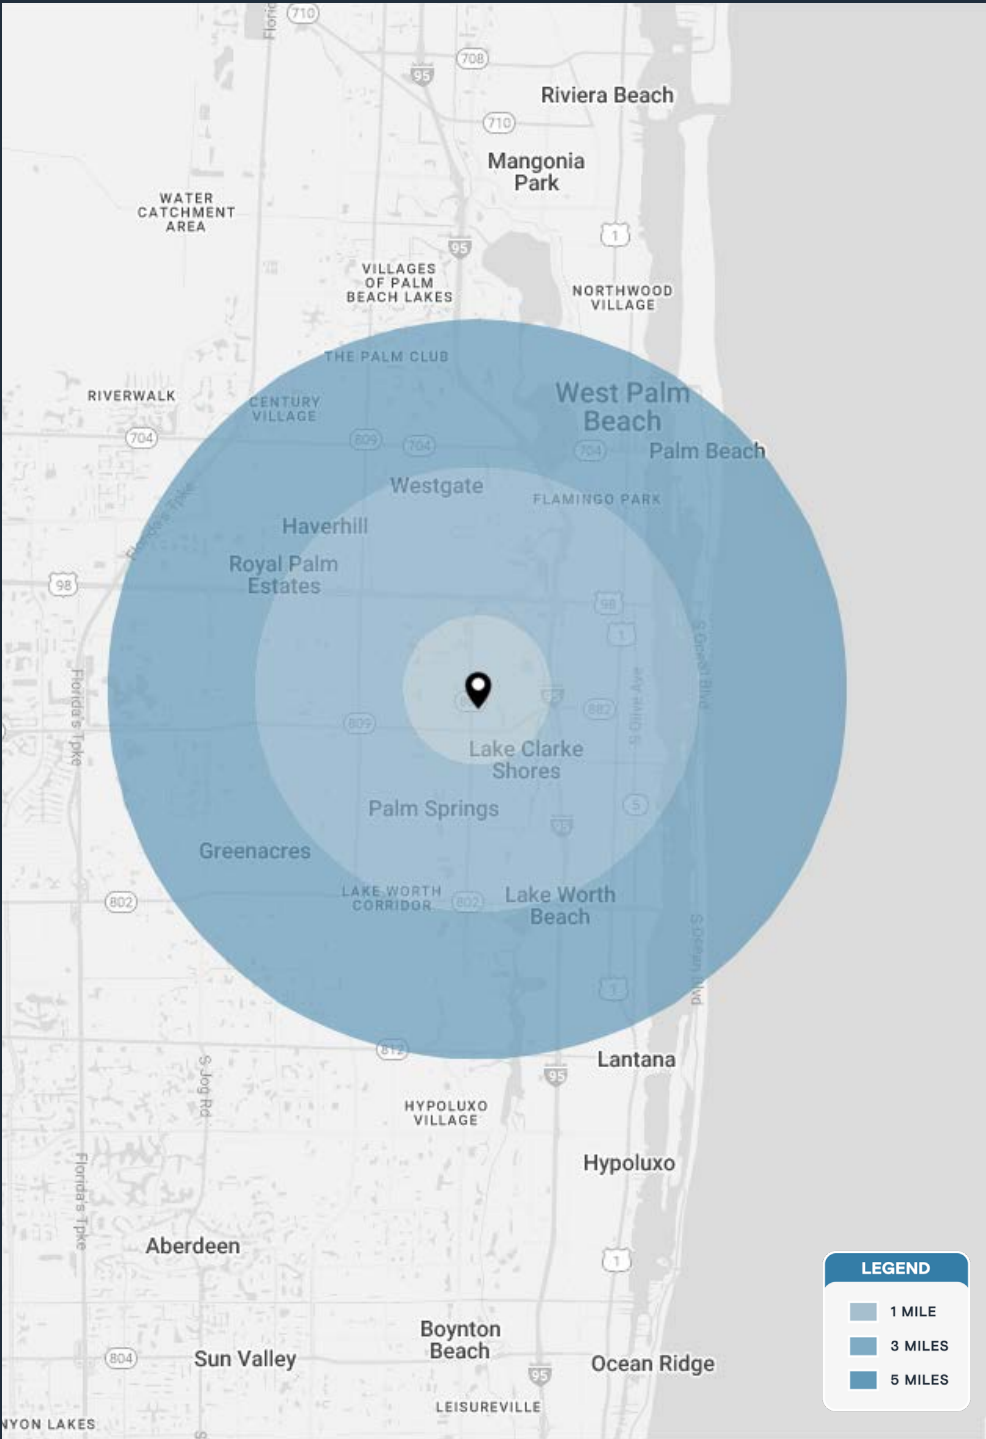 710
Florid
708
95
Riviera Beach
710
Mangonia
Park
WATER
CATCHMENT
AREA
1
95
VILLAGES
OF PALM
BEACH LAKES
NORTHWOOD
VILLAGE
THE PALM CLUB
RIVERWALK
CENTURY
VILLAGE
West Palm
Beach
704
809
704
704
Palm Beach
Westgate
FLAMINGO PARK
Florida's Tpke
Haverhill
Royal Palm
Estates
98
98
1
S Ocean Blvd
Florida's Tpke
S Olive Ave
882
809
Lake Clarke
Shores
Palm Springs
5
95
Greenacres
LAKE WORTH
CORRIDOR
802
802
Lake Worth
Beach
S Ocean Blvd
1
812
Lantana
95
S Jog Rd
HYPOLUXO
VILLAGE
Hypoluxo
Florida's Tpke
Aberdeen
1
LEGEND
1 MILE
3 MILES
5 MILES
Boynton
Beach
804
Sun Valley
95
Ocean Ridge
LEISUREVILLE
NYON LAKES
S